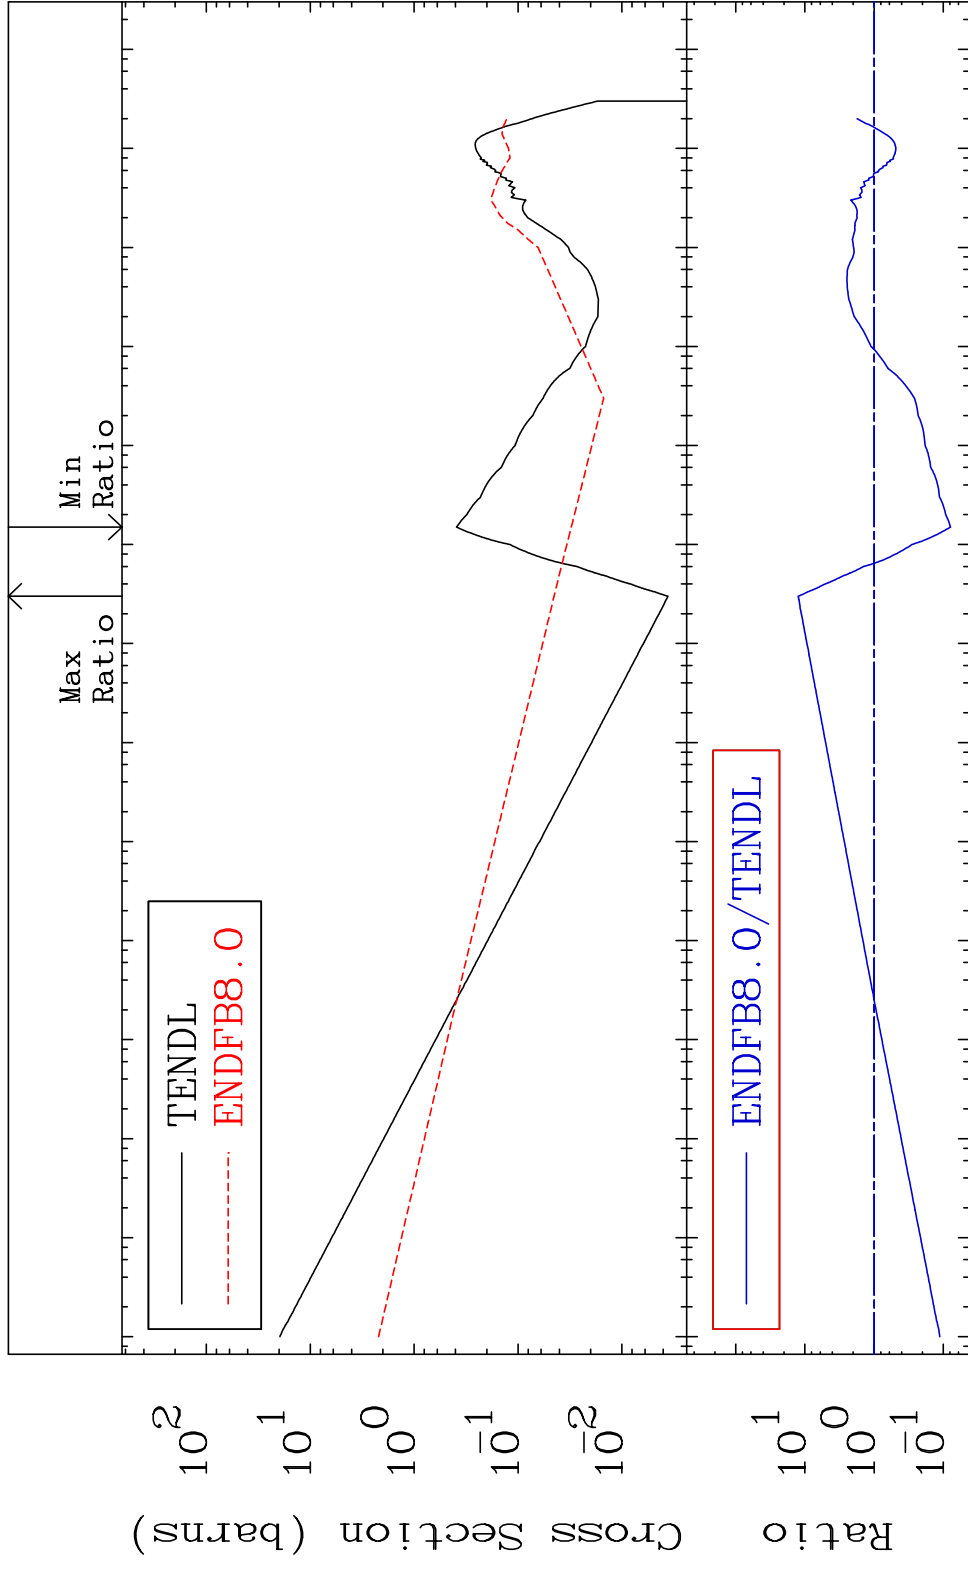 Max
Ratio
Min
Ratio
TENDL
ENDFB8.0
10^2
10^1
10^0
10^-1
10^-2
Cross Section (barns)
ENDFB8.0/TENDL
10^1
10^0
10^-1
Ratio